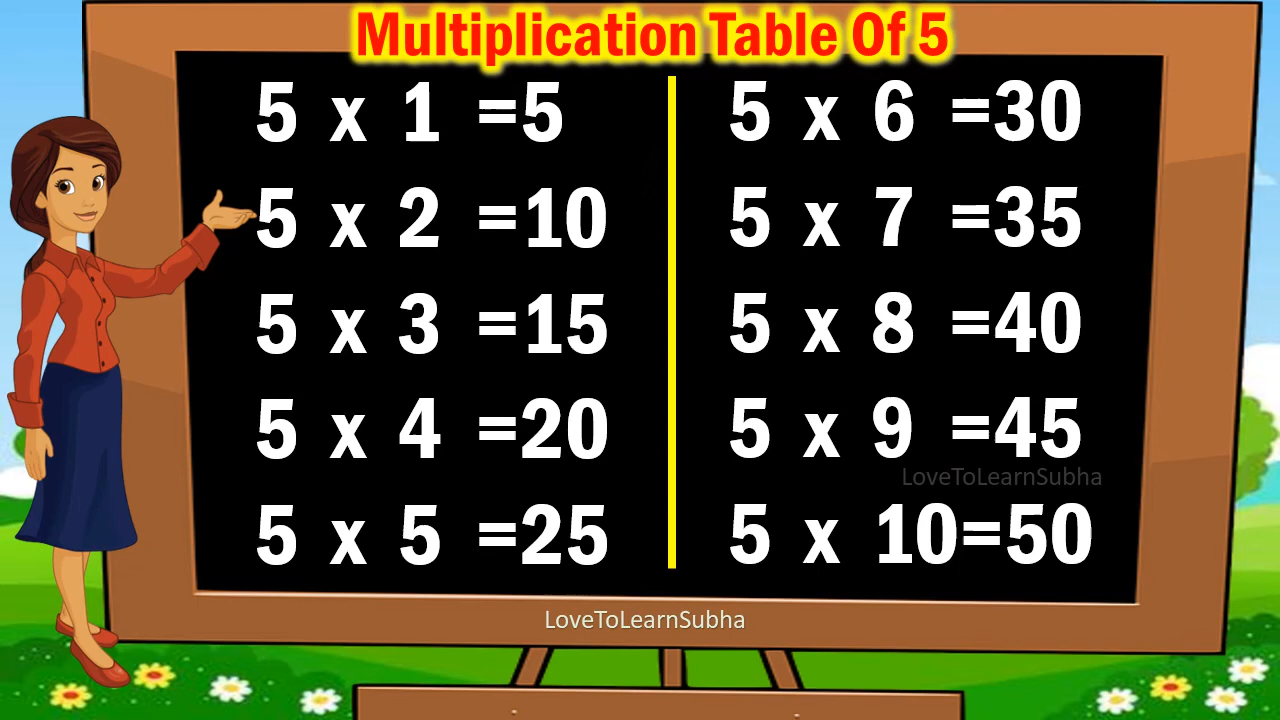 Multiplication Table Of 5
5 x 1 =5
5 x 2 =10
5 x 3 =15
5 x 4 =20
5 x 5 =25
5 x 6 =30
5 x 7 =35
5 x 8 =40
5 x 9 =45
LoveToLearnSubha
5 x 10=50
LoveToLearnSubha